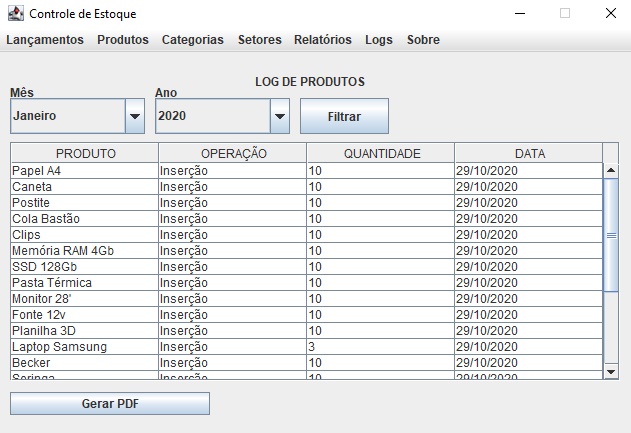 Controle de Estoque
Lançamentos Produtos Categorias Setores Relatórios Logs Sobre
LOG DE PRODUTOS
Mês Ano
Janeiro 2020 Filtrar
PRODUTO OPERAÇÃO QUANTIDADE DATA
Papel A4 Inserção 10 29/10/2020
Caneta Inserção 10 29/10/2020
Postite Inserção 10 29/10/2020
Cola Bastão Inserção 10 29/10/2020
Clips Inserção 10 29/10/2020
Memória RAM 4Gb Inserção 10 29/10/2020
SSD 128Gb Inserção 10 29/10/2020
Pasta Térmica Inserção 10 29/10/2020
Monitor 28' Inserção 10 29/10/2020
Fonte 12v Inserção 10 29/10/2020
Planilha 3D Inserção 10 29/10/2020
Laptop Samsung Inserção 3 29/10/2020
Becker Inserção 10 29/10/2020
Seringa Inserção 10 29/10/2020
Gerar PDF